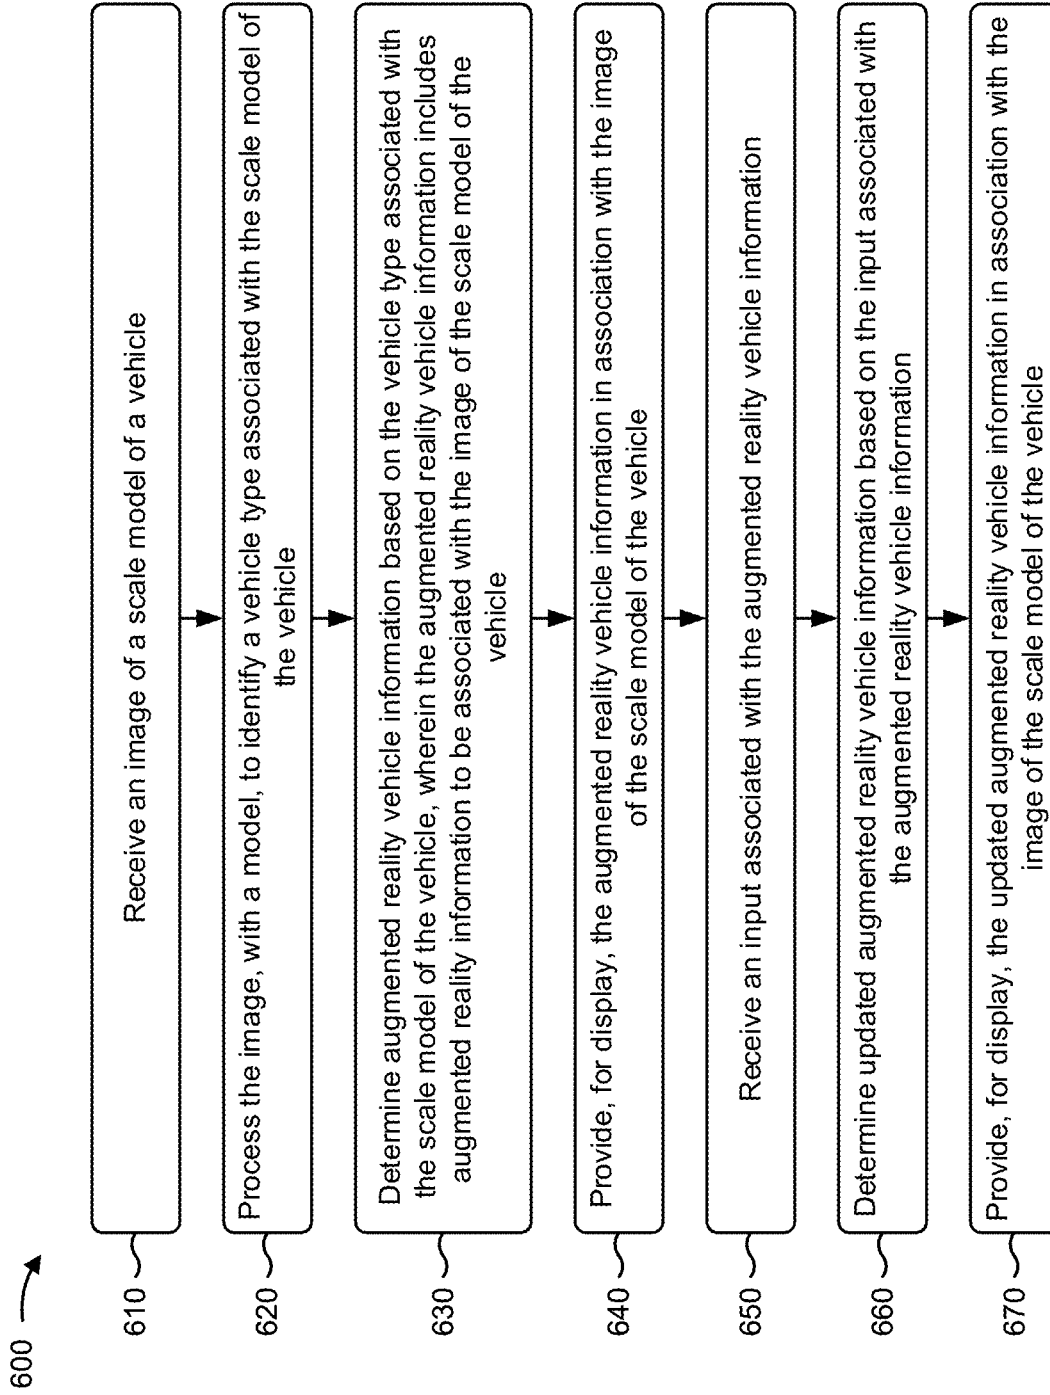 600
610
Receive an image of a scale model of a vehicle
620
Process the image, with a model, to identify a vehicle type associated with the scale model of
the vehicle
630
Determine augmented reality vehicle information based on the vehicle type associated with
the scale model of the vehicle, wherein the augmented reality vehicle information includes
augmented reality information to be associated with the image of the scale model of the
vehicle
640
Provide, for display, the augmented reality vehicle information in association with the image
of the scale model of the vehicle
650
Receive an input associated with the augmented reality vehicle information
660
Determine updated augmented reality vehicle information based on the input associated with
the augmented reality vehicle information
670
Provide, for display, the updated augmented reality vehicle information in association with the
image of the scale model of the vehicle